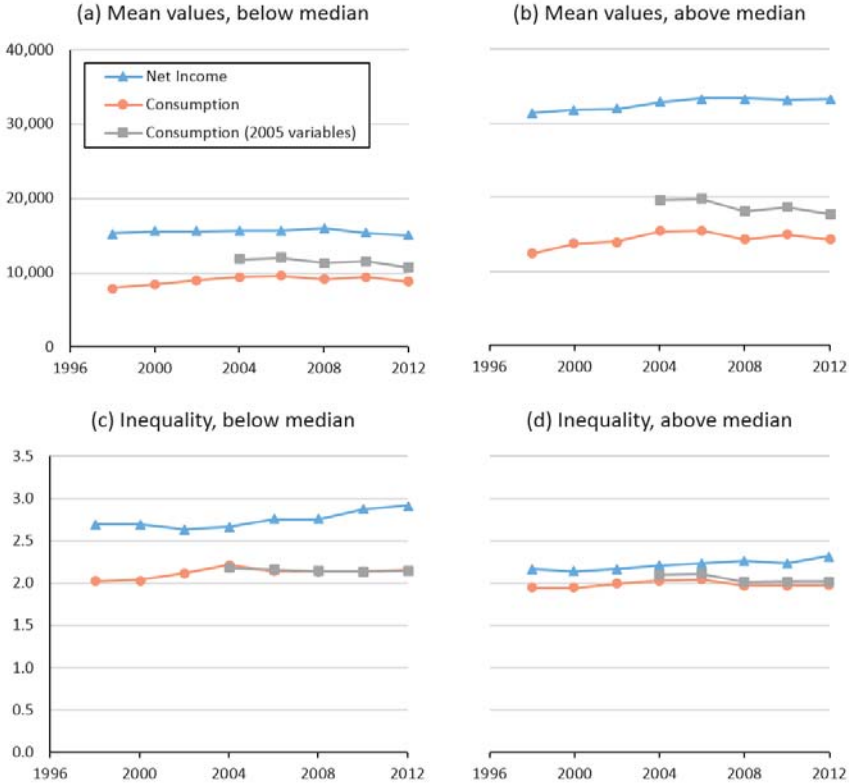 (a) Mean values, below median
(b) Mean values, above median
40,000
30,000
20,000
10,000
0
Net Income
Consumption
Consumption (2005 variables)
1996 2000 2004 2008 2012
1996 2000 2004 2008 2012
(c) Inequality, below median
(d) Inequality, above median
3.5
3.0
2.5
2.0
1.5
1.0
0.5
0.0
1996 2000 2004 2008 2012
1996 2000 2004 2008 2012